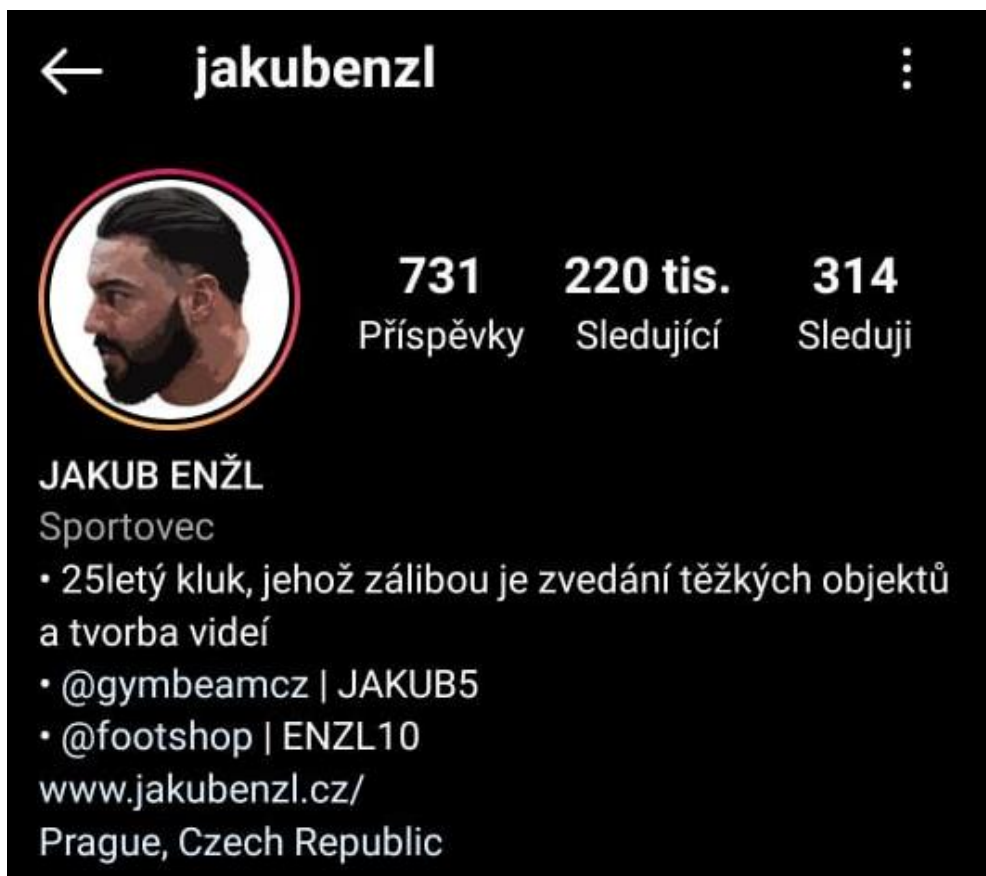 jakubenzl
731 220 tis. 314
Příspěvky Sledující Sleduji
JAKUB ENŽL
Sportovec
• 25letý kluk, jehož zálibou je zvedání těžkých objektů
a tvorba videí
• @gymbeamcz | JAKUB5
• @footshop | ENZL10
www.jakubenzl.cz/
Prague, Czech Republic